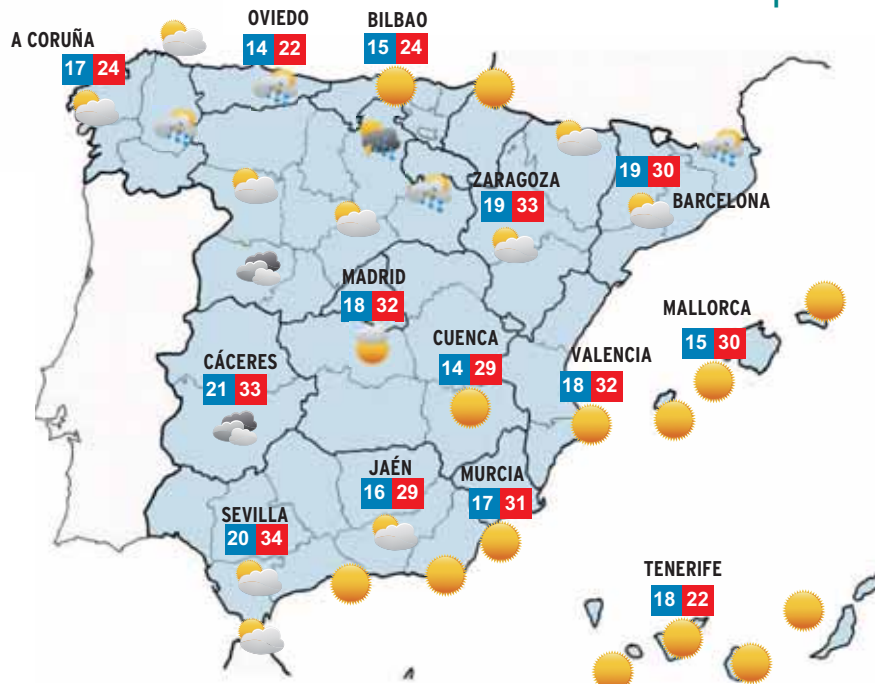 OVIEDO
14 22
BILBAO
15 24
A CORUÑA
17 24
ZARAGOZA
19 33
19 30
BARCELONA
MADRID
18 32
MALLORCA
15 30
CUENCA
14 29
VALENCIA
18 32
CÁCERES
21 33
JAÉN
16 29
MURCIA
17 31
SEVILLA
20 34
TENERIFE
18 22